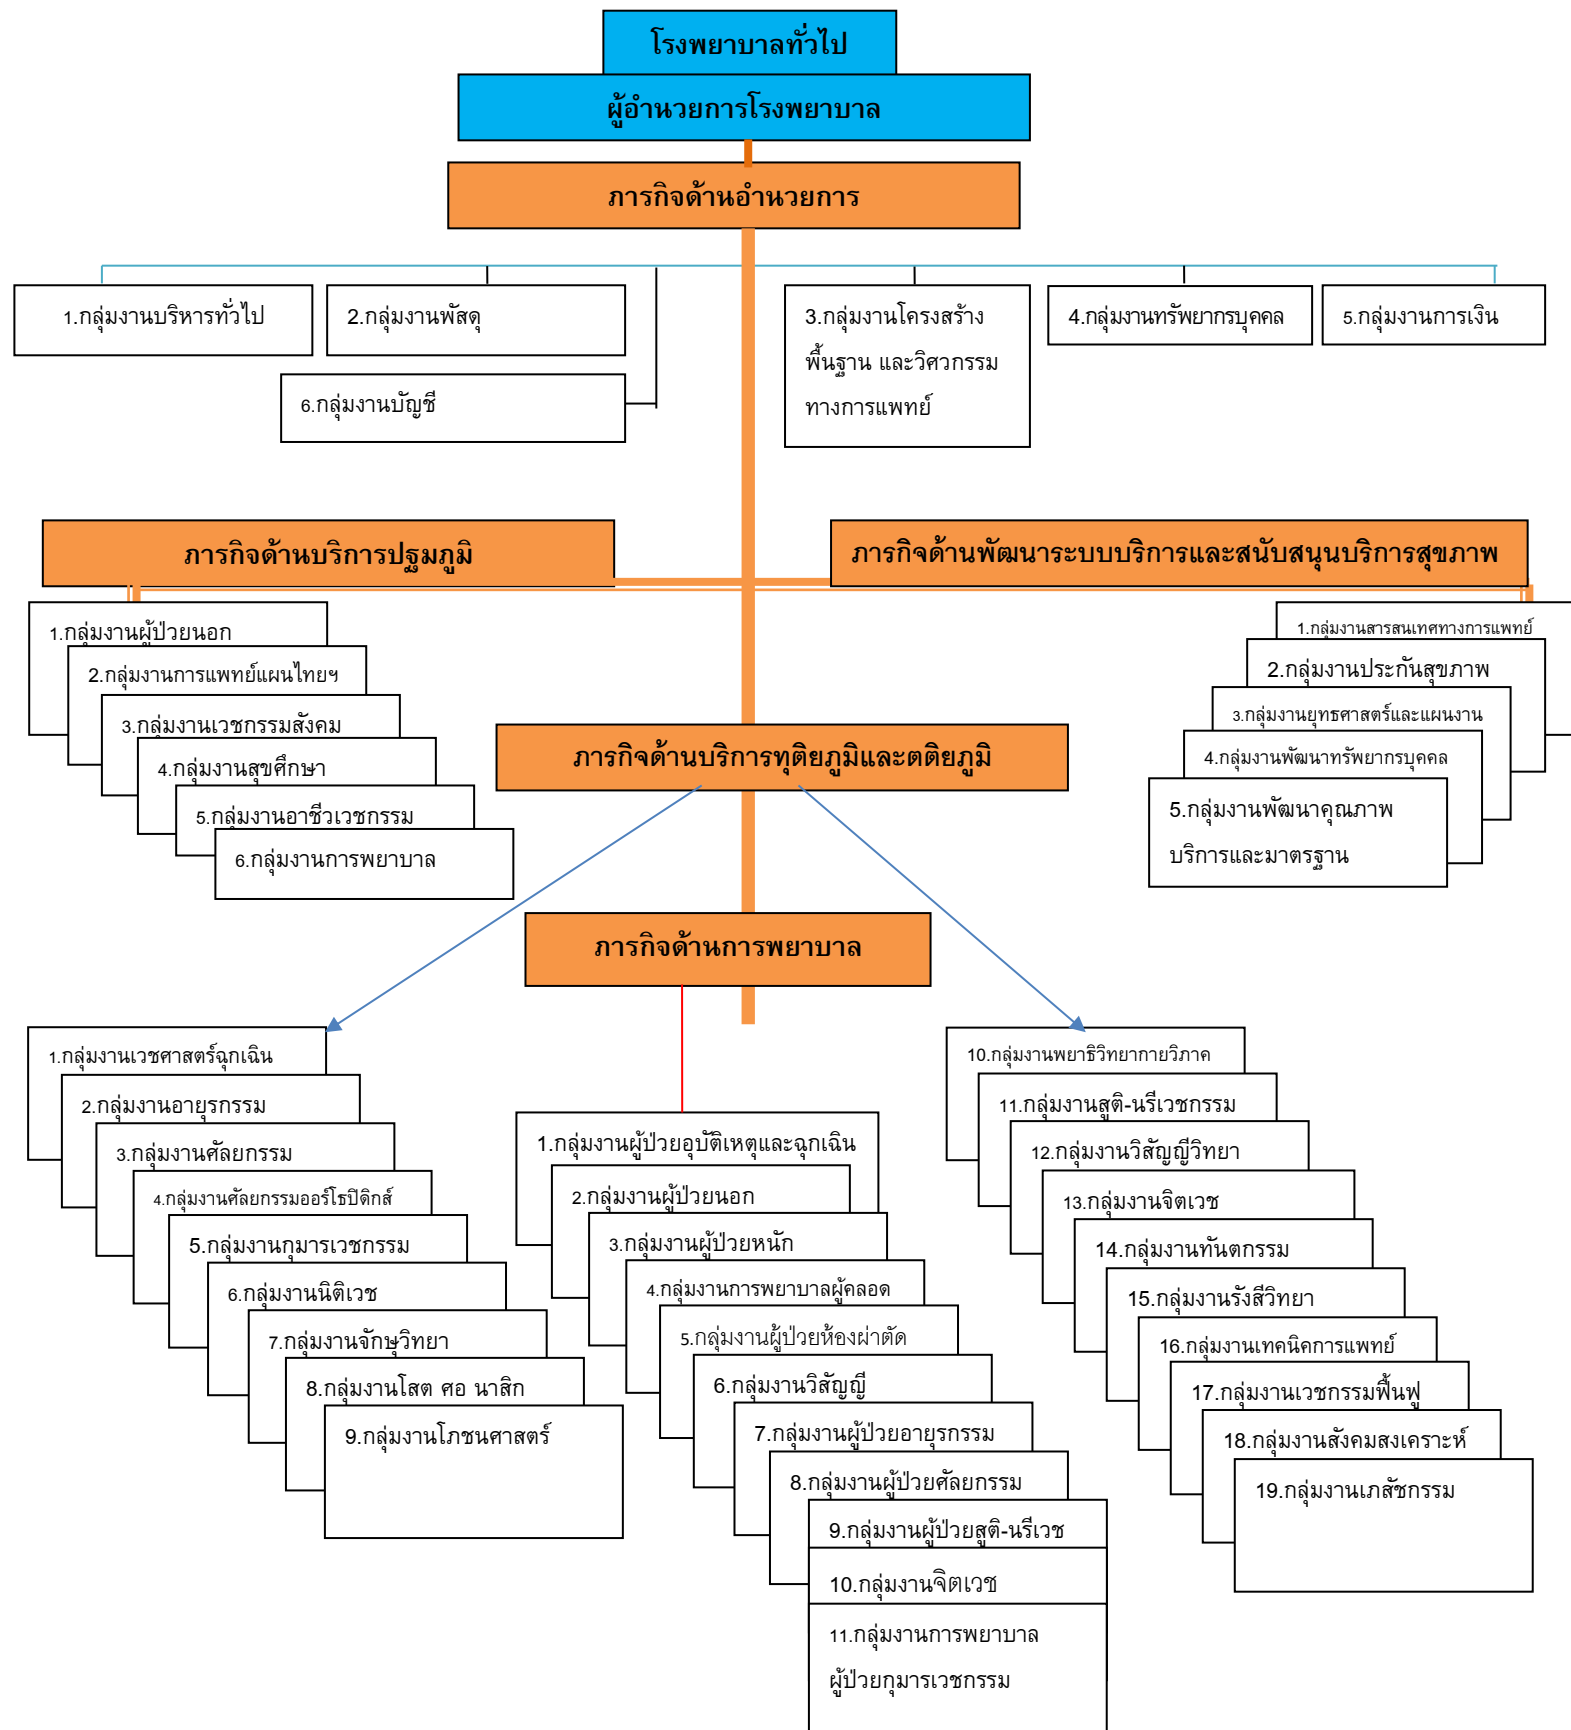 โรงพยาบาลทั่วไป
ผู้อำนวยการโรงพยาบาล
ภารกิจด้านอำนวยการ
1.กลุ่มงานบริหารทั่วไป
2.กลุ่มงานพัสดุ
3.กลุ่มงานโครงสร้าง
พื้นฐาน และวิศวกรรม
ทางการแพทย์
4.กลุ่มงานทรัพยากรบุคคล
5.กลุ่มงานการเงิน
6.กลุ่มงานบัญชี
ภารกิจด้านบริการปฐมภูมิ
ภารกิจด้านพัฒนาระบบบริการและสนับสนุนบริการสุขภาพ
1.กลุ่มงานผู้ป่วยนอก
2.กลุ่มงานการแพทย์แผนไทยฯ
3.กลุ่มงานเวชกรรมสังคม
4.กลุ่มงานสุขศึกษา
5.กลุ่มงานอาชีวเวชกรรม
6.กลุ่มงานการพยาบาล
1.กลุ่มงานสารสนเทศทางการแพทย์
2.กลุ่มงานประกันสุขภาพ
3.กลุ่มงานยุทธศาสตร์และแผนงาน
4.กลุ่มงานพัฒนาทรัพยากรบุคคล
5.กลุ่มงานพัฒนาคุณภาพ
บริการและมาตรฐาน
ภารกิจด้านบริการทุติยภูมิและตติยภูมิ
ภารกิจด้านการพยาบาล
1.กลุ่มงานเวชศาสตร์ฉุกเฉิน
2.กลุ่มงานอายุรกรรม
3.กลุ่มงานศัลยกรรม
4.กลุ่มงานศัลยกรรมออร์โธปิดิกส์
5.กลุ่มงานกุมารเวชกรรม
6.กลุ่มงานนิติเวช
7.กลุ่มงานจักษุวิทยา
8.กลุ่มงานโสต ศอ นาสิก
9.กลุ่มงานโภชนศาสตร์
1.กลุ่มงานผู้ป่วยอุบัติเหตุและฉุกเฉิน
2.กลุ่มงานผู้ป่วยนอก
3.กลุ่มงานผู้ป่วยหนัก
4.กลุ่มงานการพยาบาลผู้คลอด
5.กลุ่มงานผู้ป่วยห้องผ่าตัด
6.กลุ่มงานวิสัญญี
7.กลุ่มงานผู้ป่วยอายุรกรรม
8.กลุ่มงานผู้ป่วยศัลยกรรม
9.กลุ่มงานผู้ป่วยสูติ-นรีเวช
10.กลุ่มงานจิตเวช
11.กลุ่มงานการพยาบาล
ผู้ป่วยกุมารเวชกรรม
10.กลุ่มงานพยาธิวิทยากายวิภาค
11.กลุ่มงานสูติ-นรีเวชกรรม
12.กลุ่มงานวิสัญญีวิทยา
13.กลุ่มงานจิตเวช
14.กลุ่มงานทันตกรรม
15.กลุ่มงานรังสีวิทยา
16.กลุ่มงานเทคนิคการแพทย์
17.กลุ่มงานเวชกรรมฟื้นฟู
18.กลุ่มงานสังคมสงเคราะห์
19.กลุ่มงานเภสัชกรรม